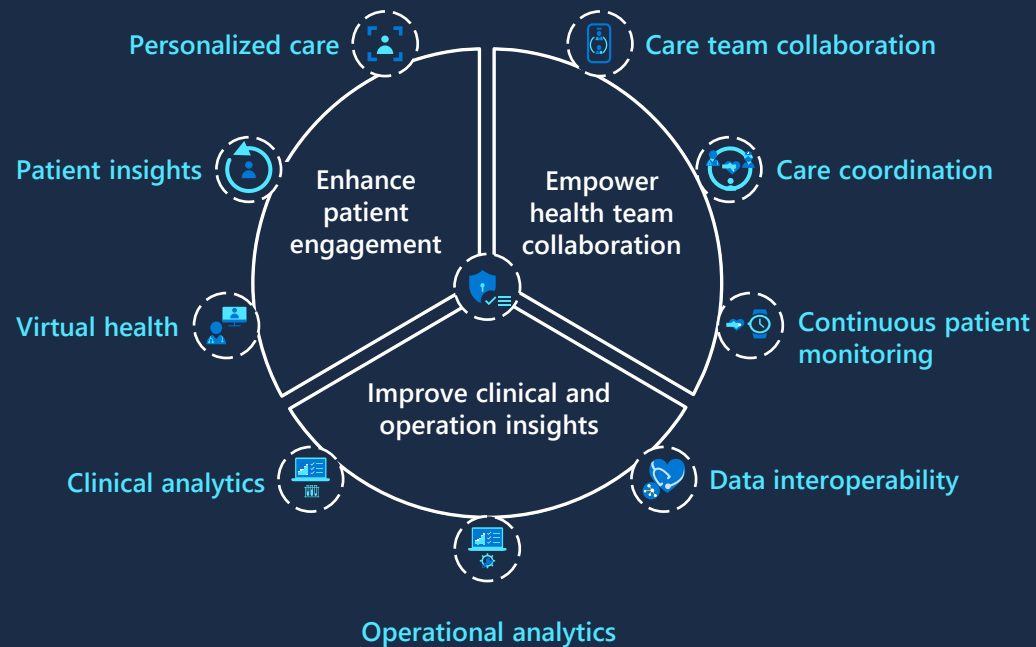 Personalized care
Care team collaboration
Patient insights
Enhance
patient
engagement
Empower
health team
collaboration
Care coordination
Virtual health
Continuous patient
monitoring
Improve clinical and
operation insights
Clinical analytics
Data interoperability
Operational analytics